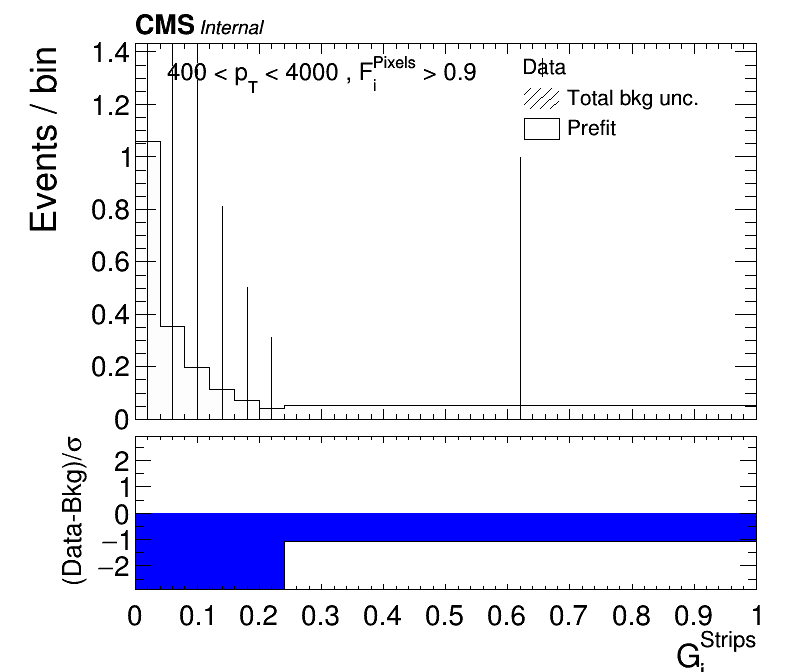 CMS Internal
400 < p_T < 4000 , F_i^Pixels > 0.9
Data
Total bkg unc.
Prefit
Events / bin
1.4
1.2
1
0.8
0.6
0.4
0.2
0
(Data-Bkg)/σ
2
1
0
−1
−2
0 0.1 0.2 0.3 0.4 0.5 0.6 0.7 0.8 0.9 1
G_i^Strips